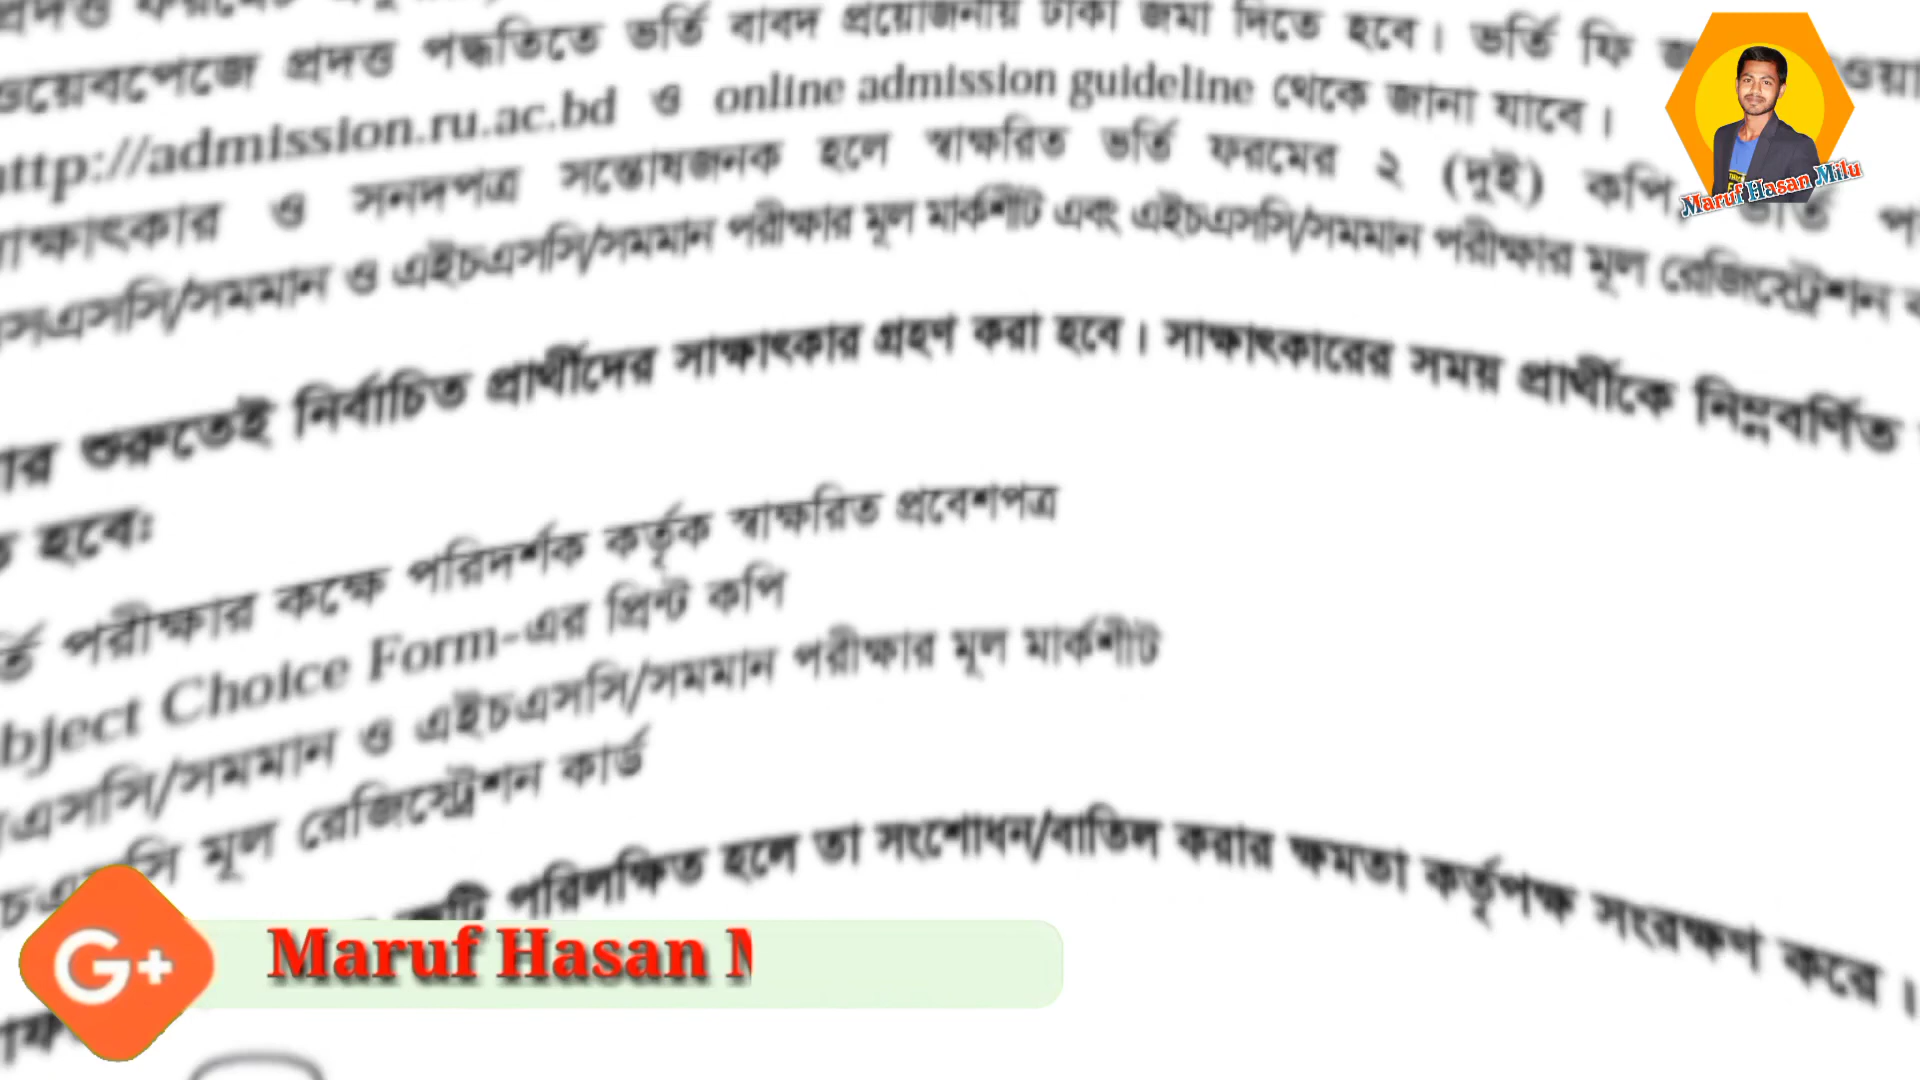 প্রদত্ত
ওয়েবপেজে প্রদত্ত পদ্ধতিতে ভর্তি বাবদ প্রয়োজনীয় টাকা জমা দিতে হবে। ভর্তি ফি
http://admission.ru.ac.bd ও online admission guideline থেকে জানা যাবে।
সাক্ষাৎকার ও সনদপত্র সন্তোষজনক হলে স্বাক্ষরিত ভর্তি ফরমের ২ (দুই) কপি, ভর্তি
এসএসসি/সমমান ও এইচএসসি/সমমান পরীক্ষার মূল মার্কশীট এবং এইচএসসি/সমমান পরীক্ষার মূল রেজিস্ট্রেশন
শুরুতেই নির্বাচিত প্রার্থীদের সাক্ষাৎকার গ্রহণ করা হবে। সাক্ষাৎকারের সময় প্রার্থীকে নিম্নবর্ণিত
হবে:
পরীক্ষার কক্ষে পরিদর্শক কর্তৃক স্বাক্ষরিত প্রবেশপত্র
bject Choice Form-এর প্রিন্ট কপি
এসএসসি/সমমান ও এইচএসসি/সমমান পরীক্ষার মূল মার্কশীট
মূল রেজিস্ট্রেশন কার্ড
ত্রুটি পরিলক্ষিত হলে তা সংশোধন/বাতিল করার ক্ষমতা কর্তৃপক্ষ সংরক্ষণ করে।
Maruf Hasan Milu
G+ Maruf Hasan M